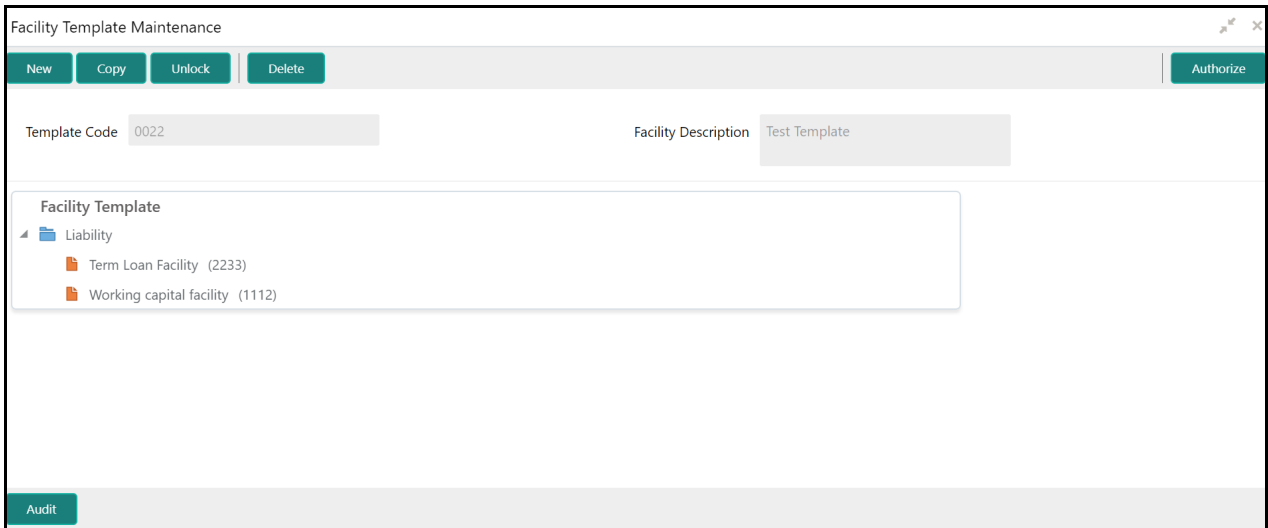 Facility Template Maintenance
New Copy Unlock Delete Authorize
Template Code 0022 Facility Description Test Template
Facility Template
Liability
Term Loan Facility (2233)
Working capital facility (1112)
Audit